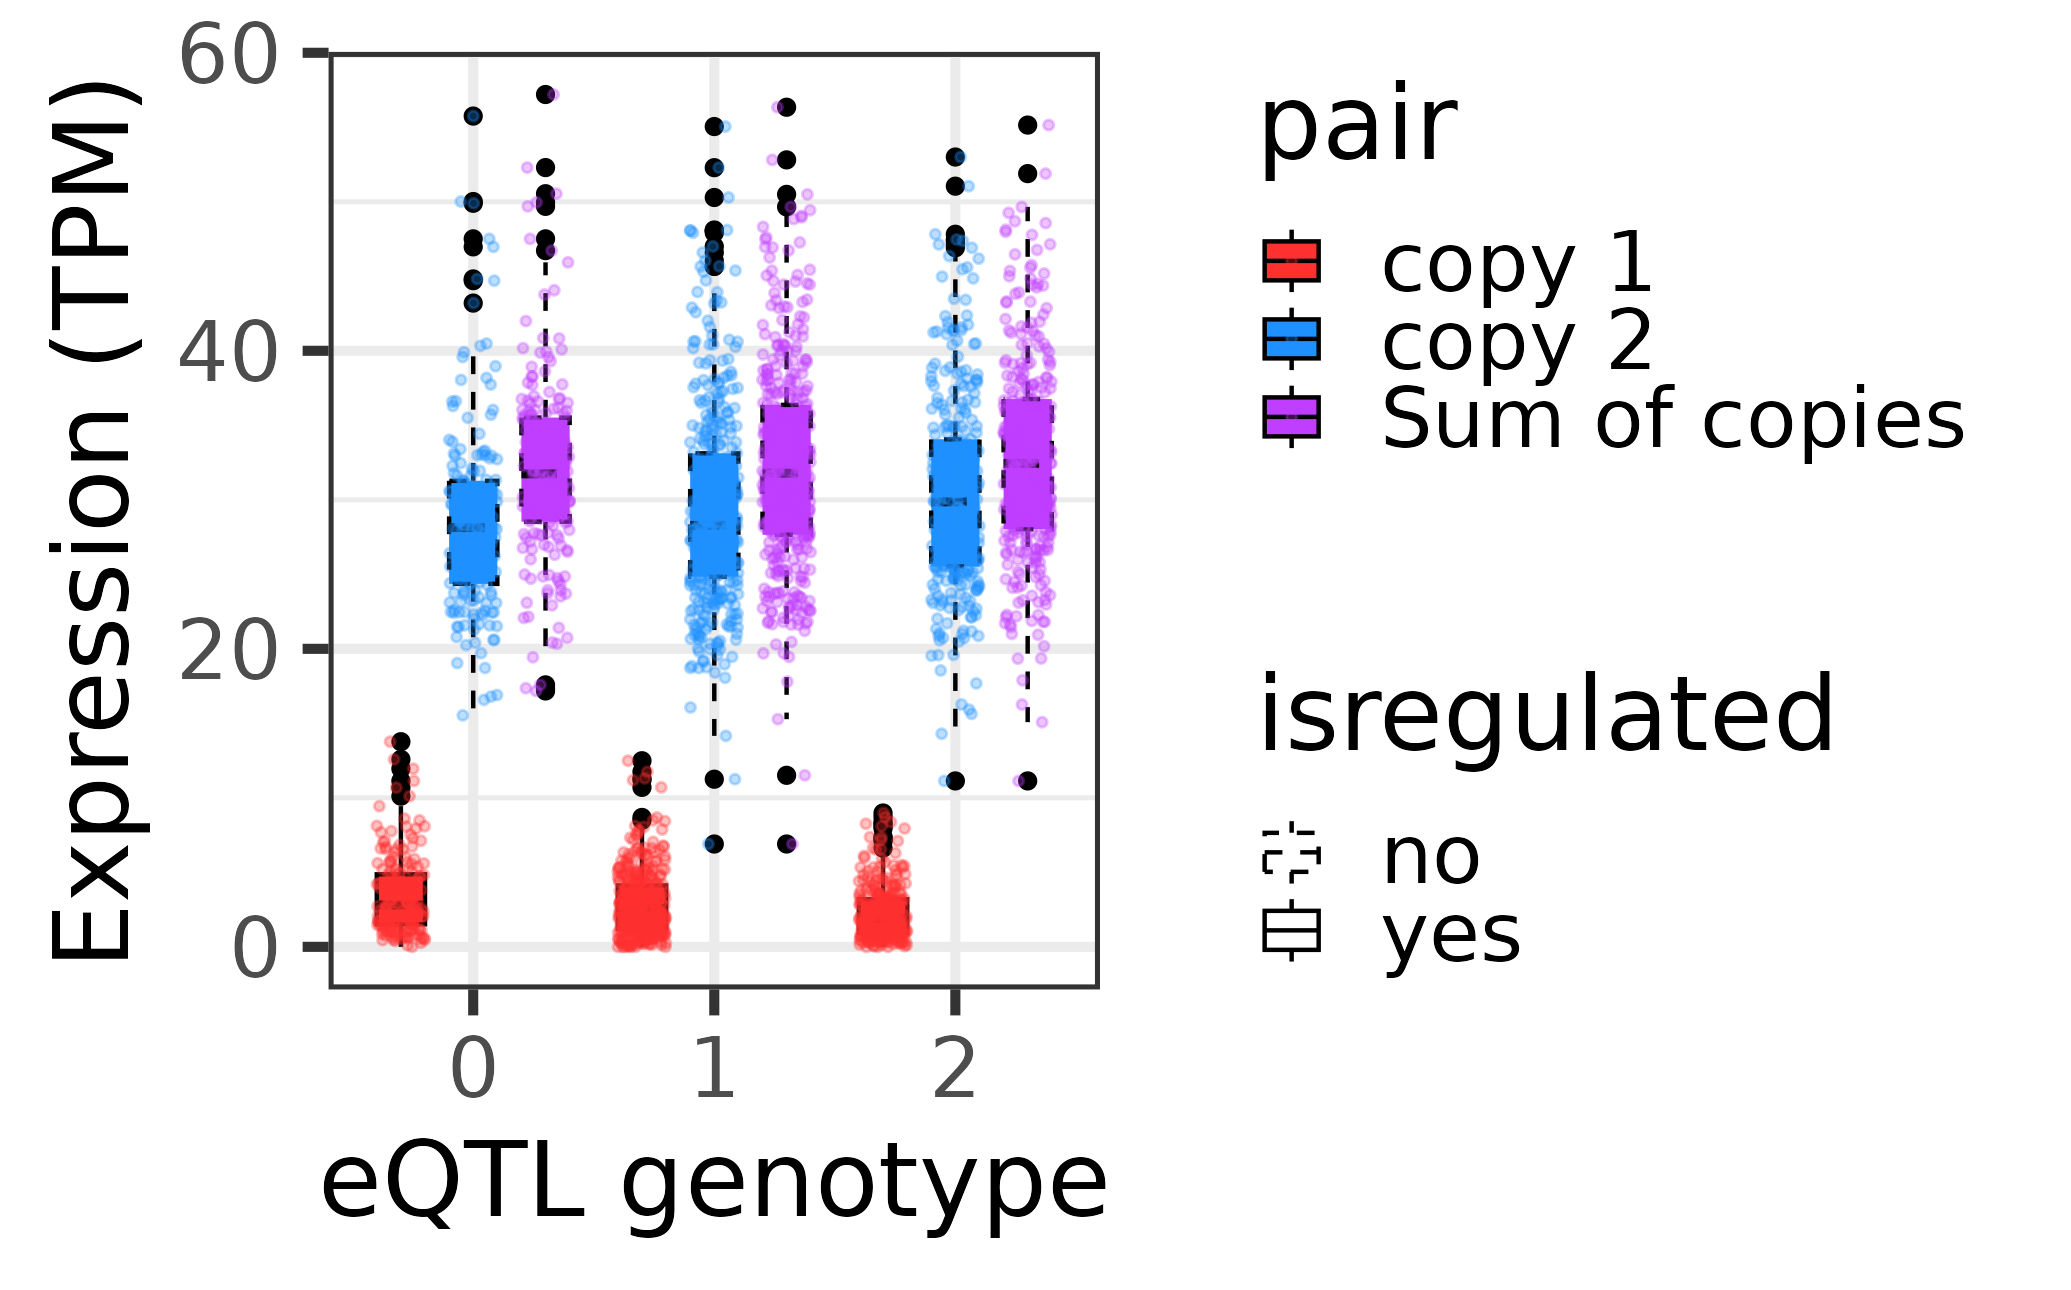 Expression (TPM)
60
40
20
0
0 1 2
eQTL genotype
pair
copy 1
copy 2
Sum of copies
isregulated
no
yes